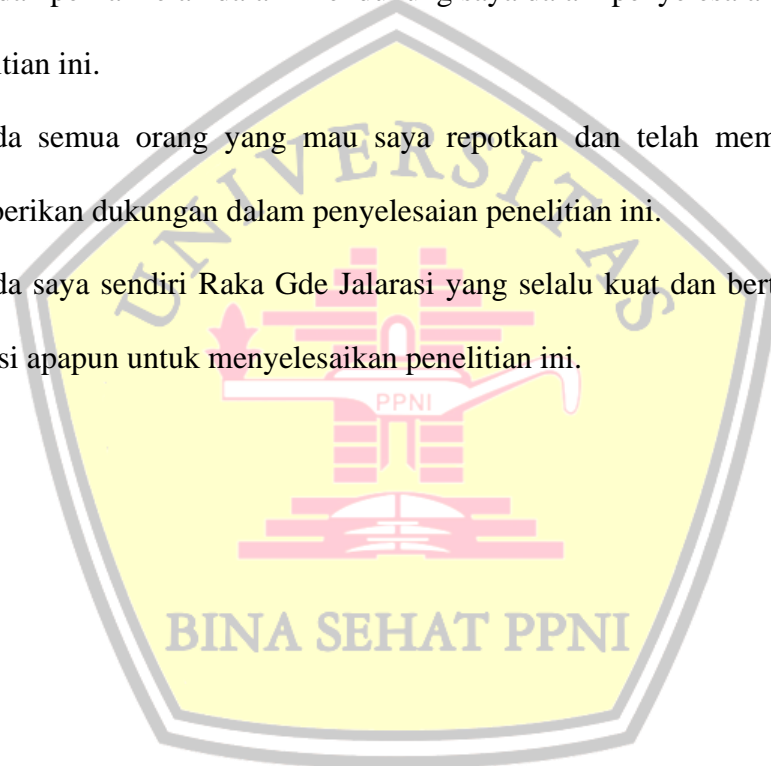 itian ini.
da semua orang yang mau saya repotkan dan telah mem
berikan dukungan dalam penyelesaian penelitian ini.
da saya sendiri Raka Gde Jalarasi yang selalu kuat dan bert
si apapun untuk menyelesaikan penelitian ini.
UNIVERSITAS
PPNI
BINA SEHAT PPNI